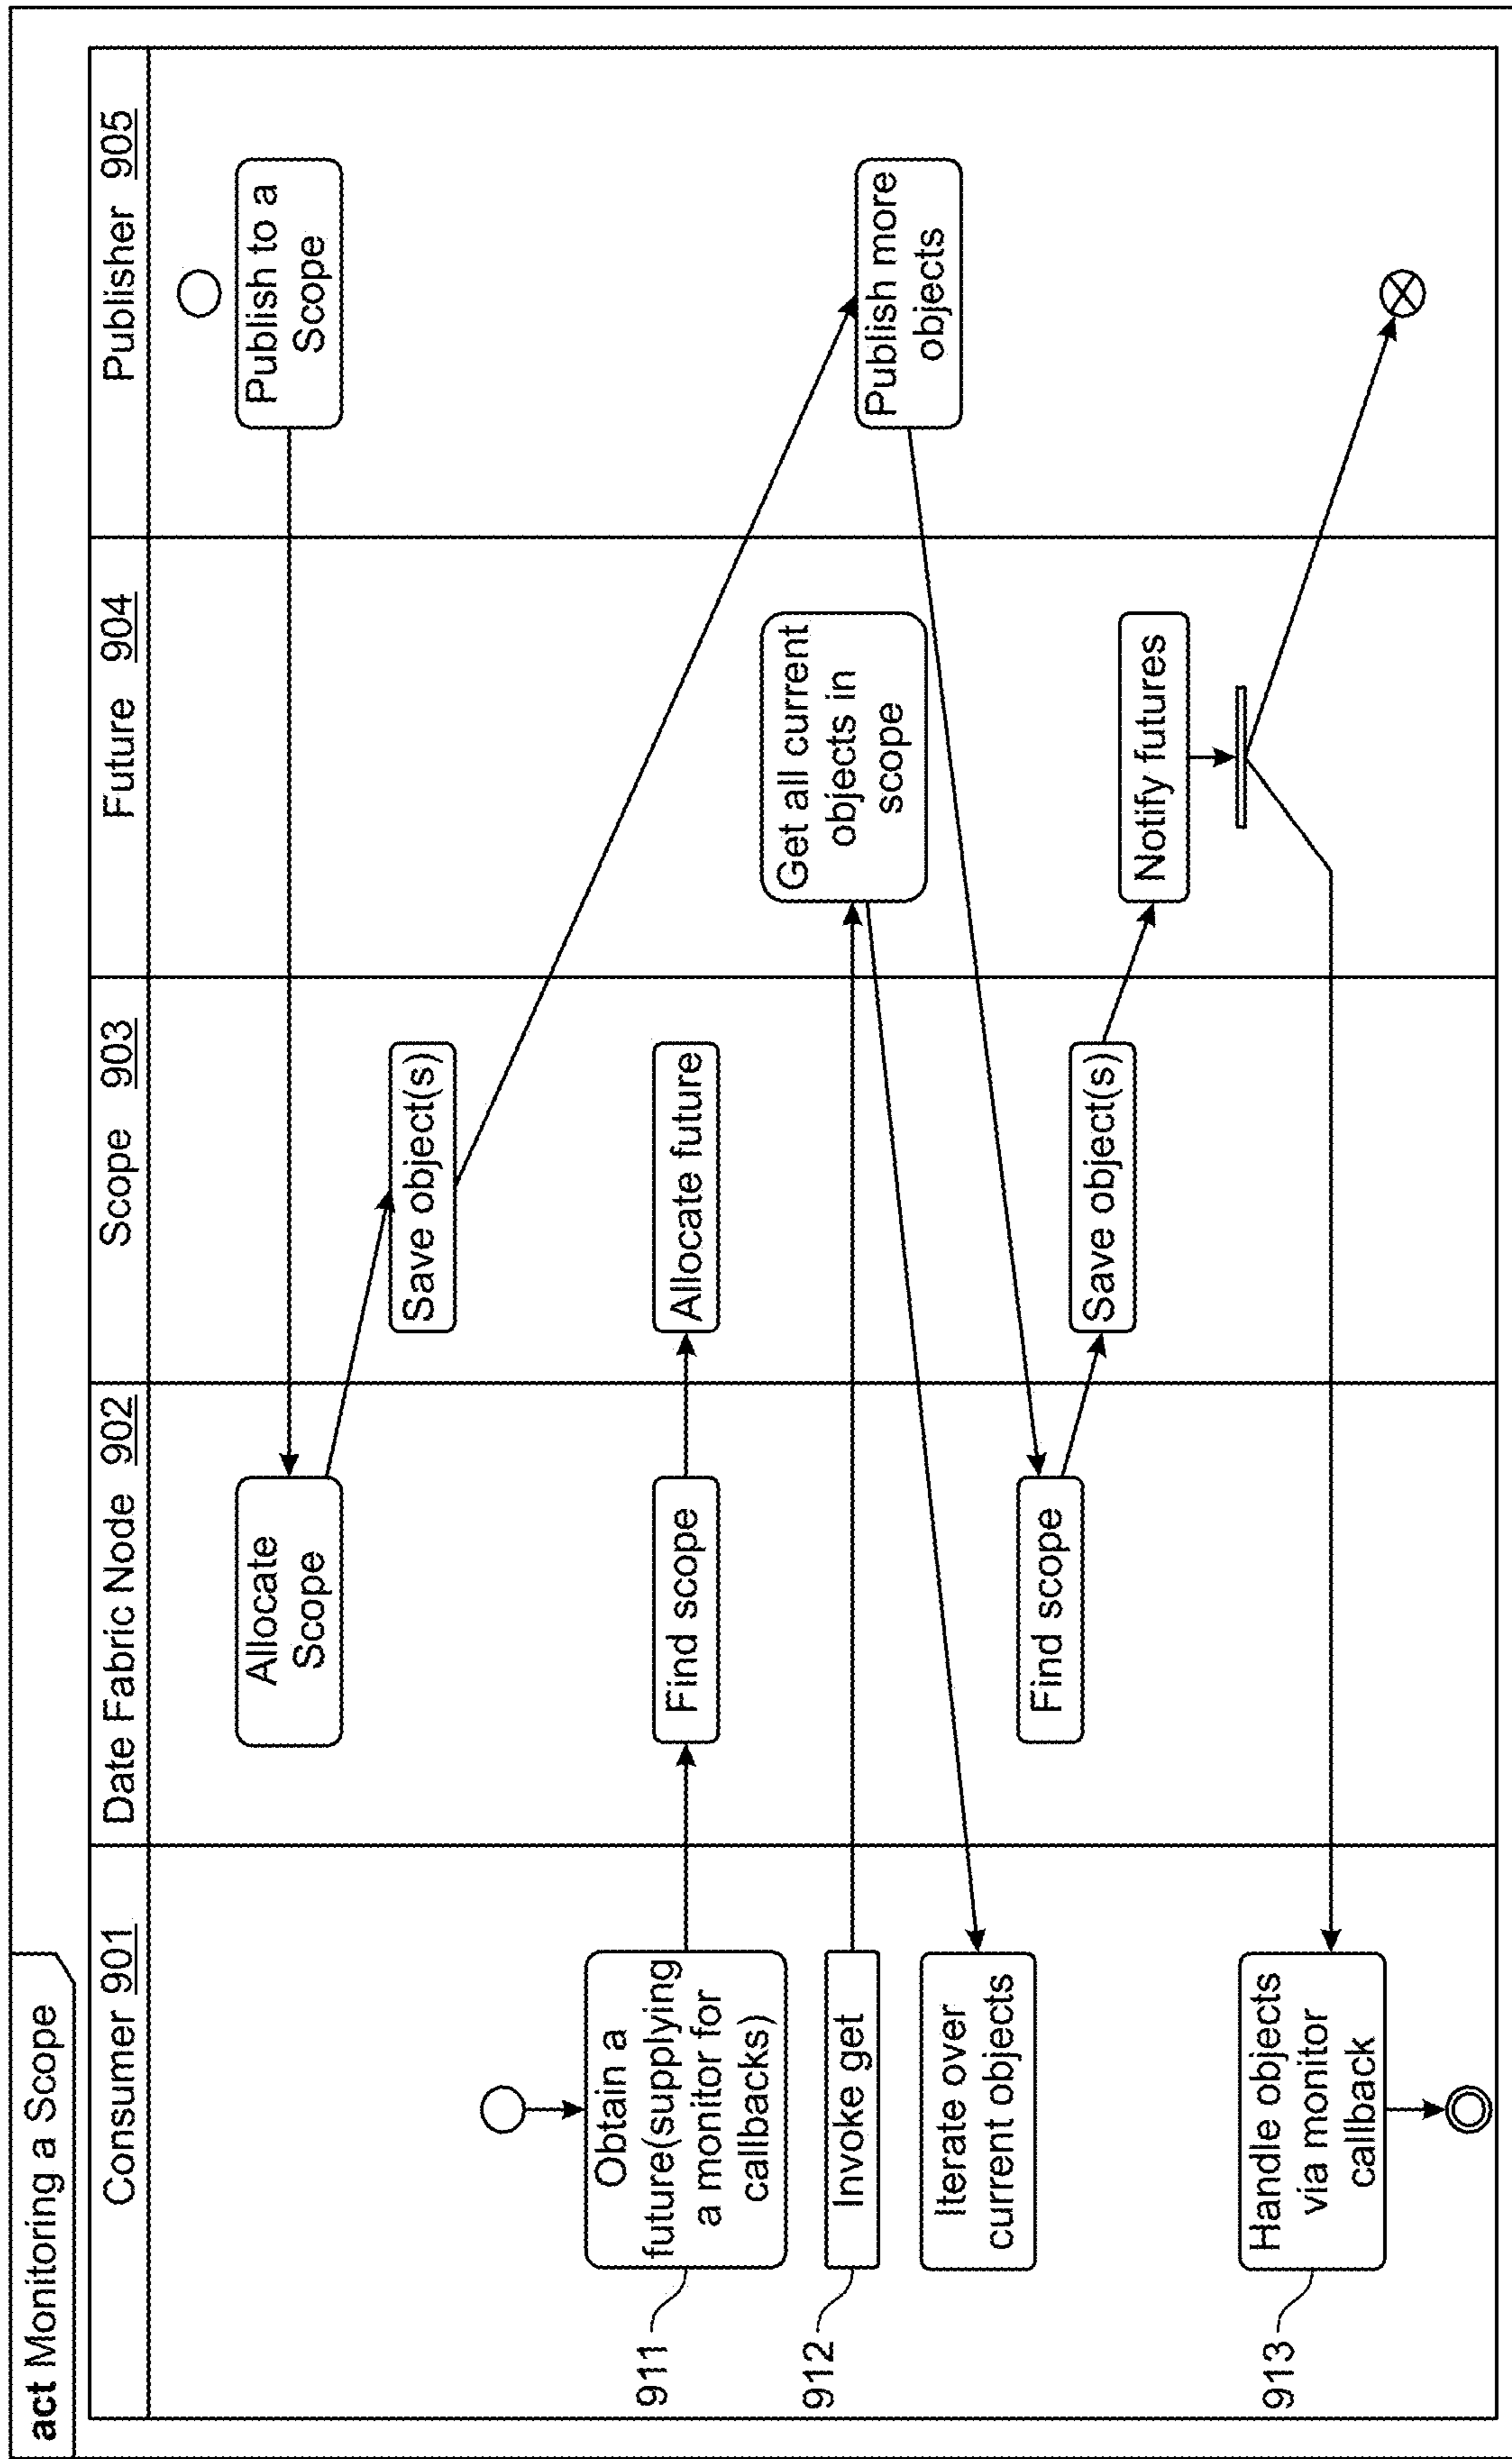 act Monitoring a Scope
Consumer 901
Date Fabric Node 902
Scope 903
Future 904
Publisher 905
Publish to a
Scope
Allocate
Scope
Save object(s)
Obtain a
future(supplying
a monitor for
callbacks)
911
Find scope
Allocate future
Invoke get
912
Get all current
objects in
scope
Iterate over
current objects
Publish more
objects
Find scope
Save object(s)
Notify futures
Handle objects
via monitor
callback
913